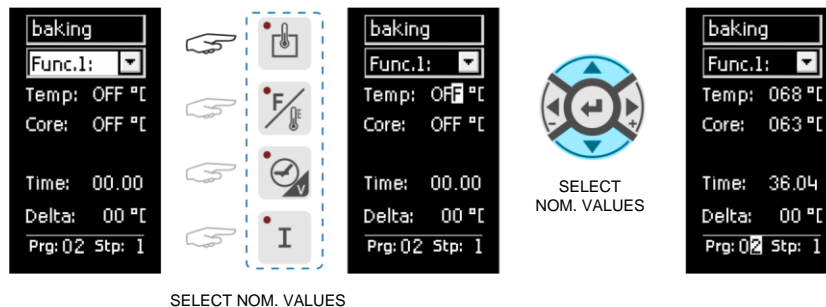 baking
Func.1:
Temp: OFF °C
Core: OFF °C
Time: 00.00
Delta: 00 °C
Prg: 02 Stp: 1
F
E
V
I
SELECT NOM. VALUES
baking
Func.1:
Temp: OFF °C
Core: OFF °C
Time: 00.00
Delta: 00 °C
Prg: 02 Stp: 1
- +
SELECT
NOM. VALUES
baking
Func.1:
Temp: 068 °C
Core: 063 °C
Time: 36.04
Delta: 00 °C
Prg: 02 Stp: 1